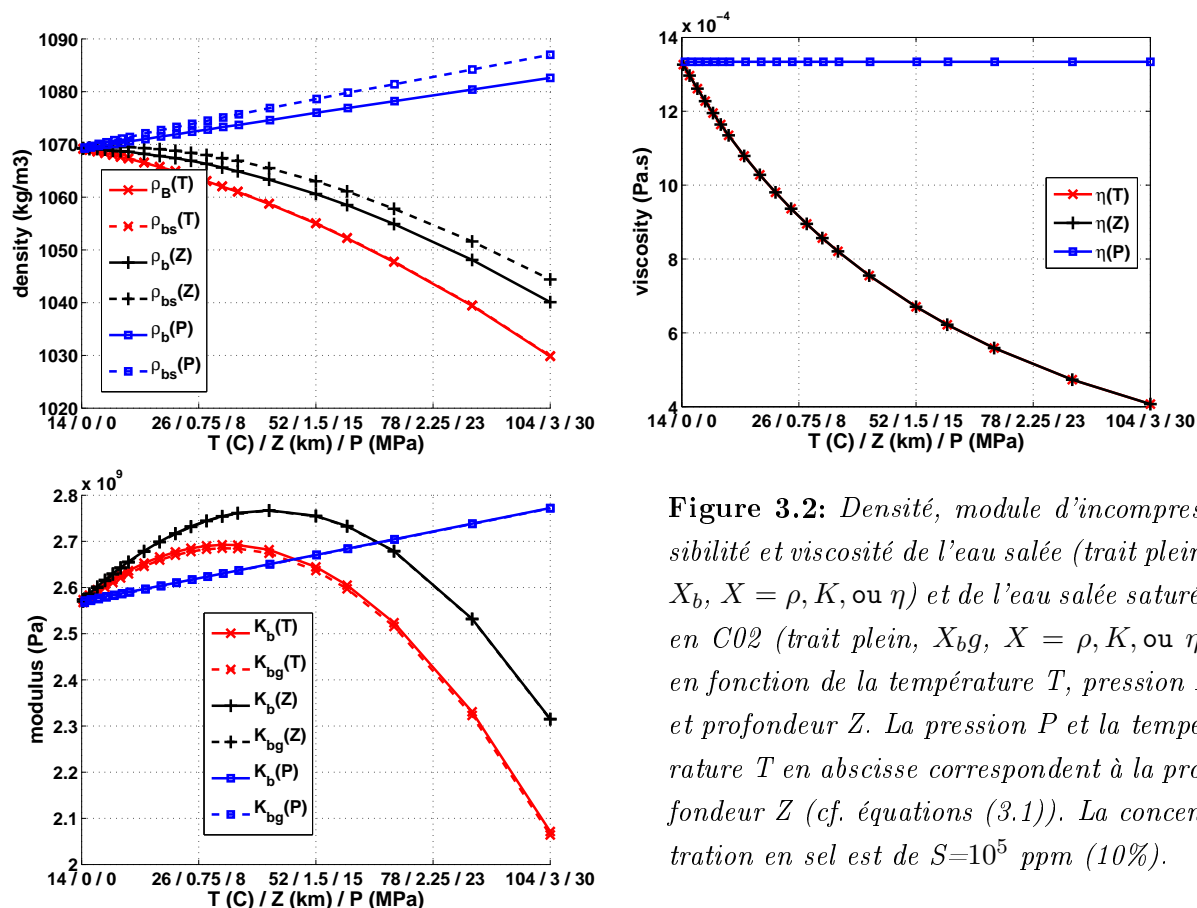 1090
1080
1070
1060
1050
1040
1030
1020
density (kg/m3)
ρB(T)
ρbs(T)
ρb(Z)
ρbs(Z)
ρb(P)
ρbs(P)
14 / 0 / 0 26 / 0.75 / 8 52 / 1.5 / 15 78 / 2.25 / 23 104 / 3 / 30
T (C) / Z (km) / P (MPa)
x 10⁻⁴
14
12
10
8
6
4
viscosity (Pa.s)
η(T)
η(Z)
η(P)
14 / 0 / 0 26 / 0.75 / 8 52 / 1.5 / 15 78 / 2.25 / 23 104 / 3 / 30
T (C) / Z (km) / P (MPa)
x 10⁹
2.8
2.7
2.6
2.5
2.4
2.3
2.2
2.1
2
modulus (Pa)
Kb(T)
Kbg(T)
Kb(Z)
Kbg(Z)
Kb(P)
Kbg(P)
14 / 0 / 0 26 / 0.75 / 8 52 / 1.5 / 15 78 / 2.25 / 23 104 / 3 / 30
T (C) / Z (km) / P (MPa)
Figure 3.2: Densité, module d'incompres
sibilité et viscosité de l'eau salée (trait plein
Xb, X = ρ, K, ou η) et de l'eau salée saturé
en C02 (trait plein, Xbg, X = ρ, K, ou η
en fonction de la température T, pression
et profondeur Z. La pression P et la tempé
rature T en abscisse correspondent à la pro
fondeur Z (cf. équations (3.1)). La concen
tration en sel est de S=10⁵ ppm (10%).